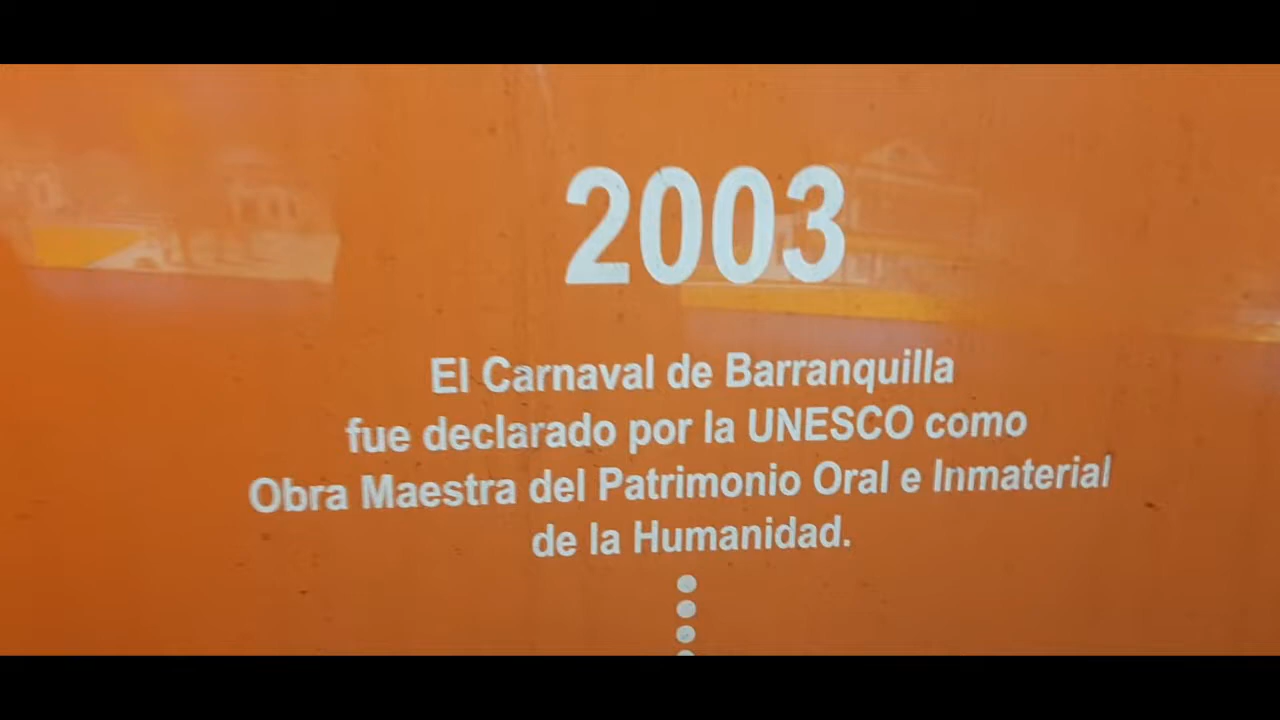 2003
El Carnaval de Barranquilla
fue declarado por la UNESCO como
Obra Maestra del Patrimonio Oral e Inmaterial
de la Humanidad.